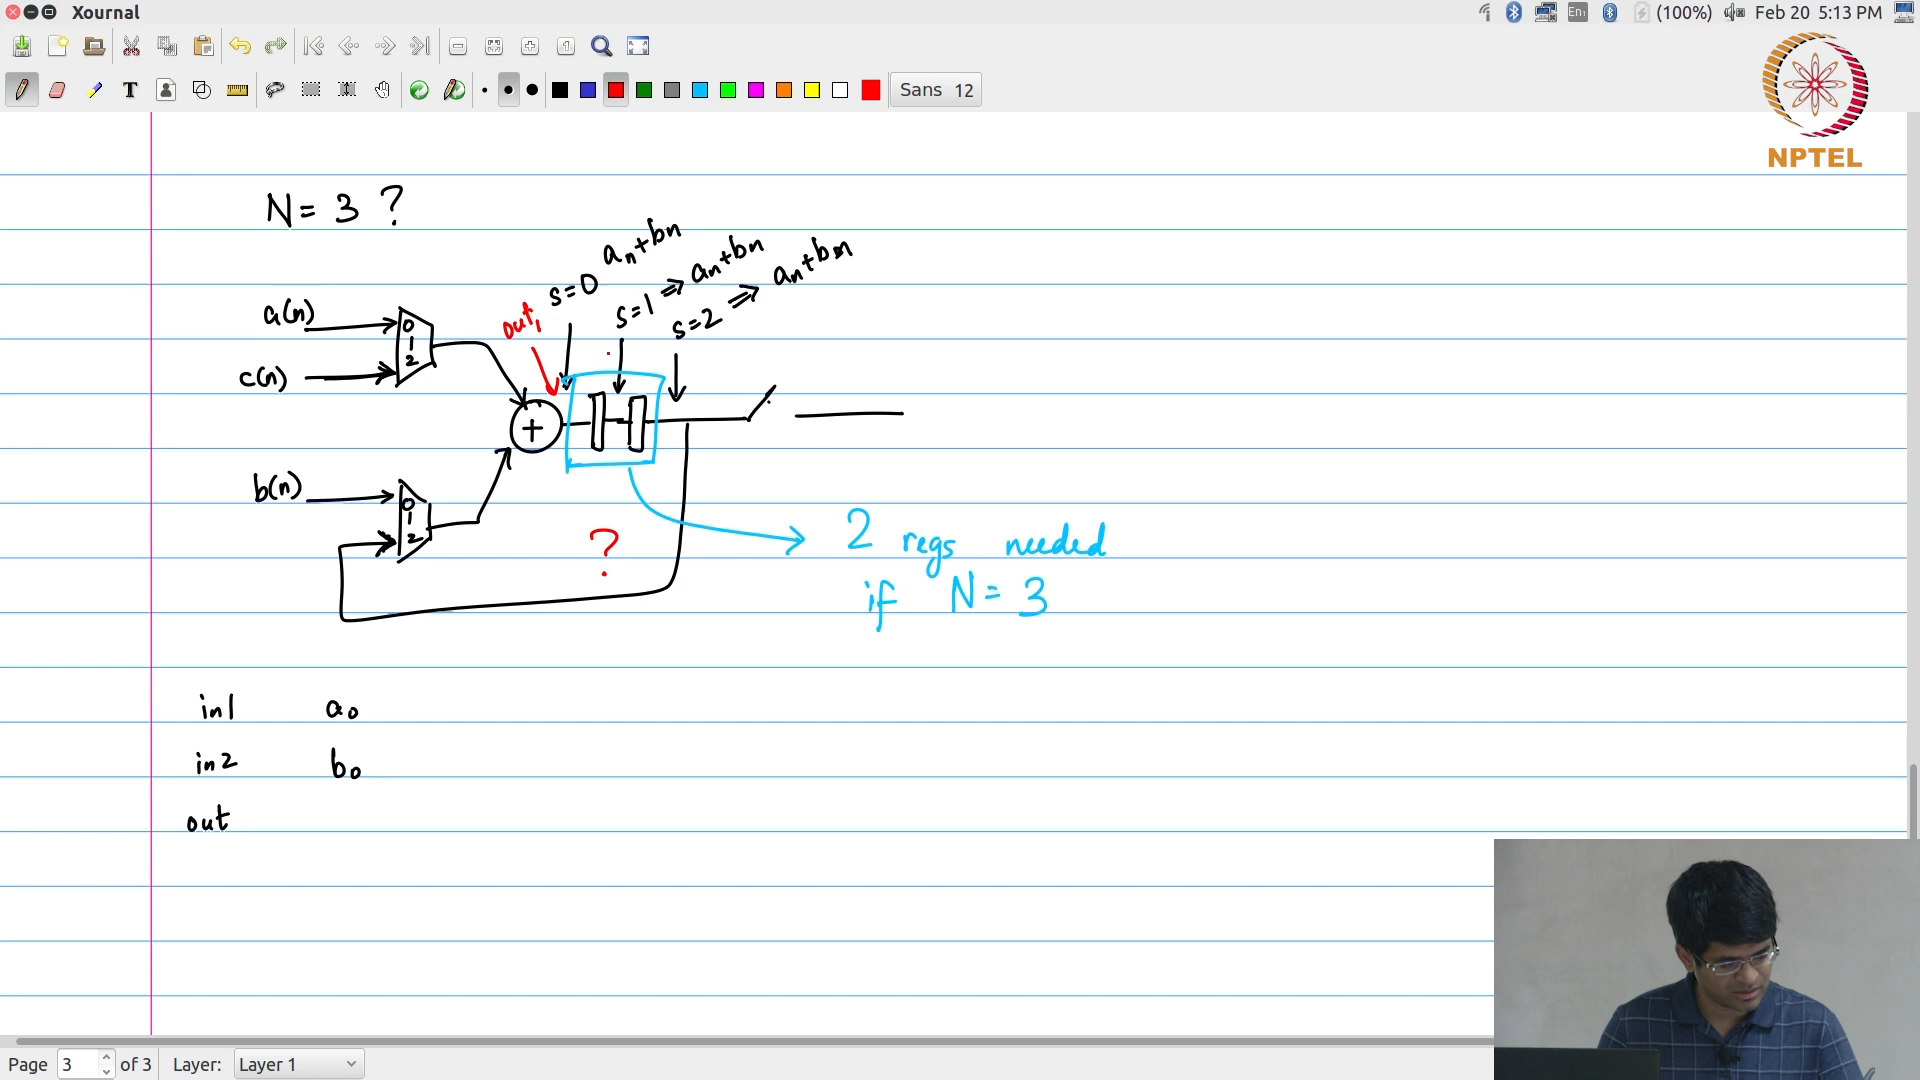 Xournal
(100%) Feb 20 5:13 PM
En₁
T
Sans 12
NPTEL
N = 3 ?
s=0 an+bn
s=1 ⇒ an+bn
s=2 ⇒ an+bn
out1
a(n)
0
1
2
c(n)
+
b(n)
0
1
2
?
2 regs needed
if N = 3
in1 a0
in2 b0
out
Page 3 of 3 Layer: Layer 1